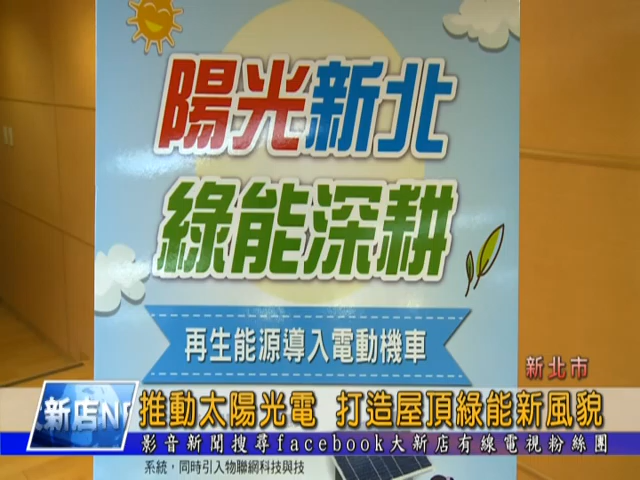 陽光新北
綠能深耕
再生能源導入電動機車
新北市
新店N
推動太陽光電 打造屋頂綠能新風貌
影音新聞搜尋facebook大新店有線電視粉絲團
系統，同時引入物聯網科技與技